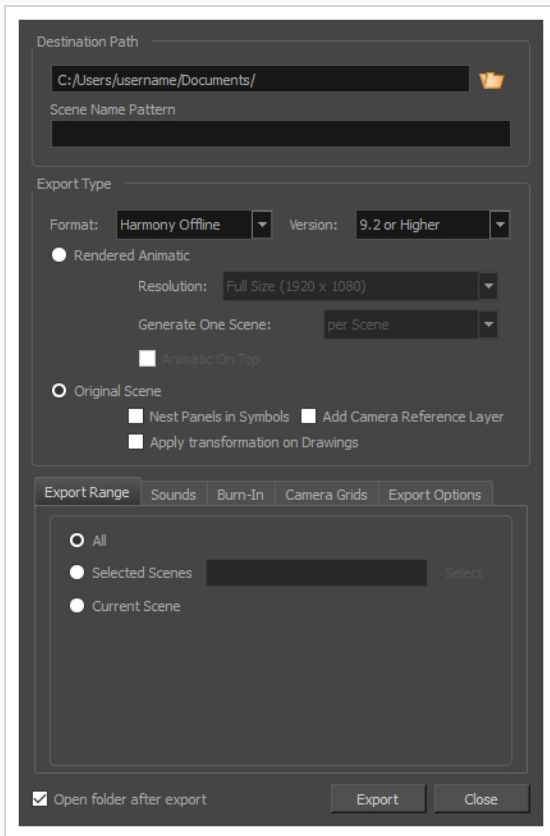 Destination Path
C:/Users/username/Documents/
Scene Name Pattern
Export Type
Format: Harmony Offline Version: 9.2 or Higher
Rendered Animatic
Resolution: Full Size (1920 x 1080)
Generate One Scene: per Scene
Animatic On Top
Original Scene
Nest Panels in Symbols Add Camera Reference Layer
Apply transformation on Drawings
Export Range Sounds Burn-In Camera Grids Export Options
All
Selected Scenes Select
Current Scene
Open folder after export Export Close